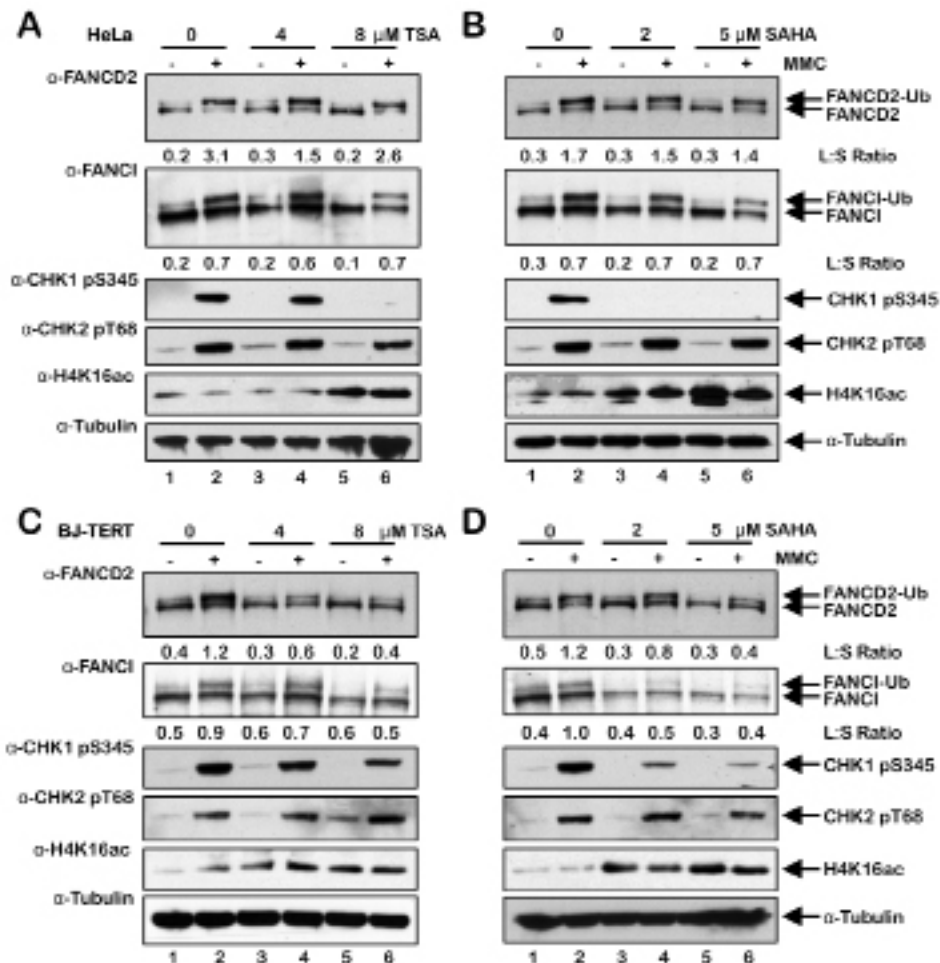 A
HeLa 0 4 8 µM TSA
- + - + - +
α-FANCD2
0.2 3.1 0.3 1.5 0.2 2.6
α-FANCI
0.2 0.7 0.2 0.6 0.1 0.7
α-CHK1 pS345
α-CHK2 pT68
α-H4K16ac
α-Tubulin
1 2 3 4 5 6
B
0 2 5 µM SAHA
- + - + - + MMC
FANCD2-Ub
FANCD2
0.3 1.7 0.3 1.5 0.3 1.4 L:S Ratio
FANCI-Ub
FANCI
0.3 0.7 0.2 0.7 0.2 0.7 L:S Ratio
CHK1 pS345
CHK2 pT68
H4K16ac
α-Tubulin
1 2 3 4 5 6
C
BJ-TERT 0 4 8 µM TSA
- + - + - +
α-FANCD2
0.4 1.2 0.3 0.6 0.2 0.4
α-FANCI
0.5 0.9 0.6 0.7 0.6 0.5
α-CHK1 pS345
α-CHK2 pT68
α-H4K16ac
α-Tubulin
1 2 3 4 5 6
D
0 2 5 µM SAHA
- + - + - + MMC
FANCD2-Ub
FANCD2
0.5 1.2 0.3 0.8 0.3 0.4 L:S Ratio
FANCI-Ub
FANCI
0.4 1.0 0.4 0.5 0.3 0.4 L:S Ratio
CHK1 pS345
CHK2 pT68
H4K16ac
α-Tubulin
1 2 3 4 5 6